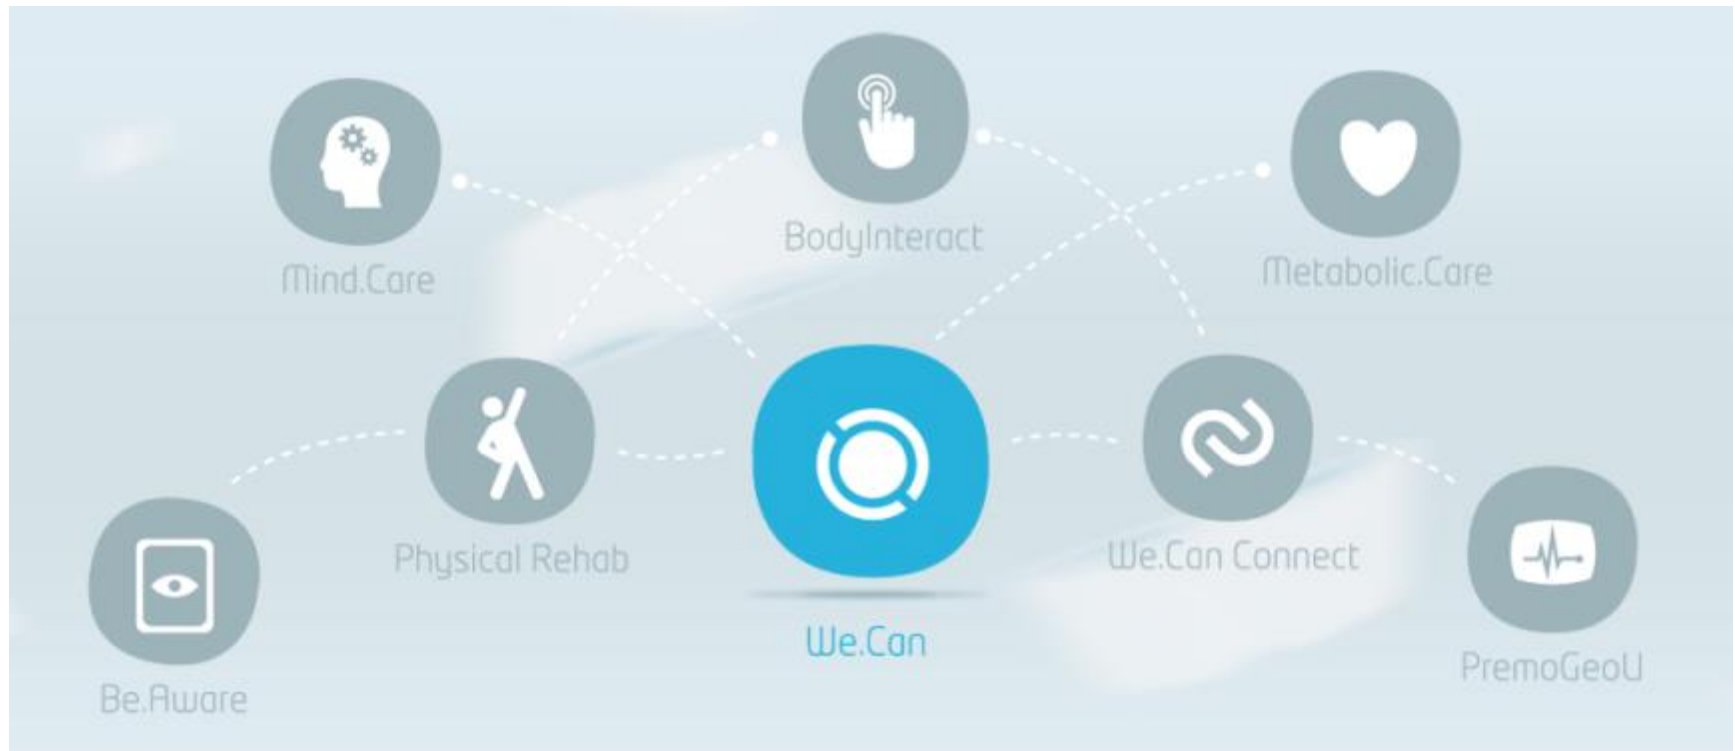 BodyInteract
Mind.Care
Metabolic.Care
Physical Rehab
We.Can Connect
We.Can
Be.Aware
PremoGeoU